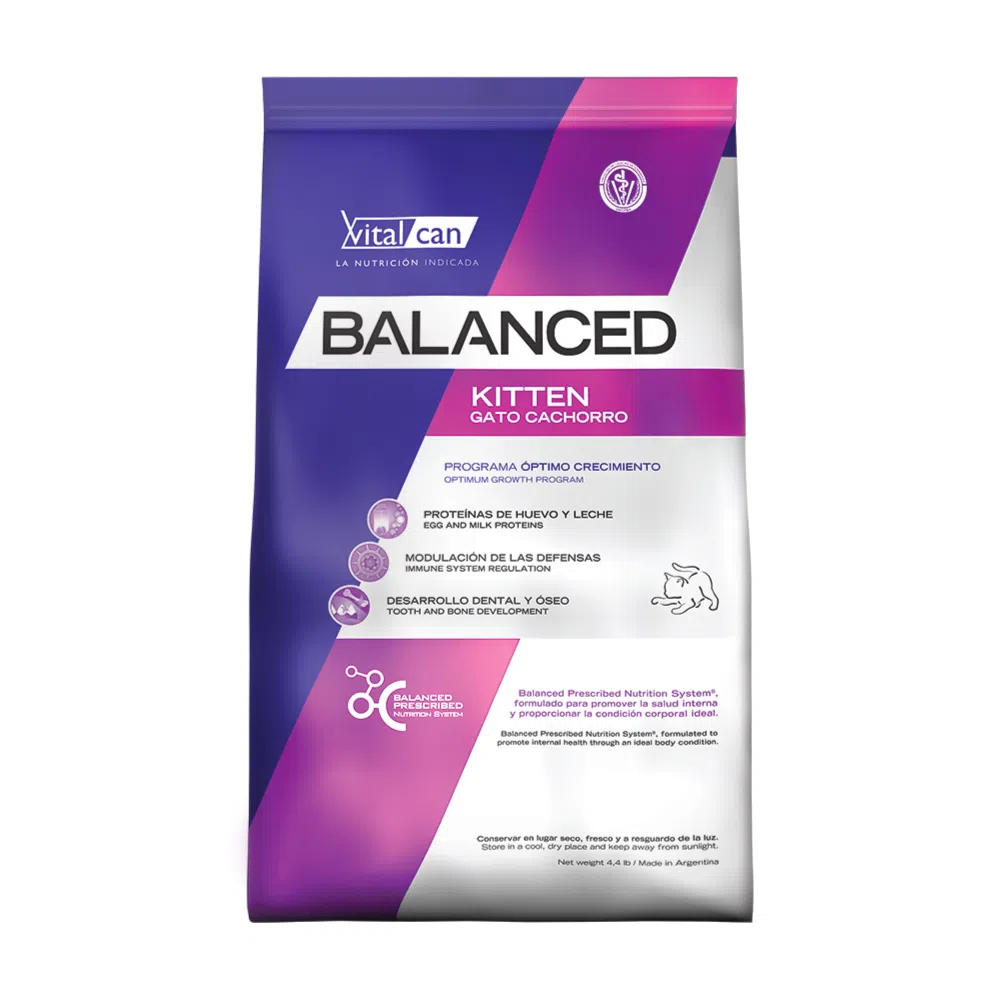 Vital can
LA NUTRICIÓN INDICADA
BALANCED
KITTEN
GATO CACHORRO
PROGRAMA ÓPTIMO CRECIMIENTO
OPTIMUM GROWTH PROGRAM
PROTEÍNAS DE HUEVO Y LECHE
EGG AND MILK PROTEINS
MODULACIÓN DE LAS DEFENSAS
IMMUNE SYSTEM REGULATION
DESARROLLO DENTAL Y ÓSEO
TOOTH AND BONE DEVELOPMENT
BALANCED
PRESCRIBED
NUTRITION SYSTEM
Balanced Prescribed Nutrition System®,
formulado para promover la salud interna
y proporcionar la condición corporal ideal.
Balanced Prescribed Nutrition System®, formulated to
promote internal health through an ideal body condition.
Conservar en lugar seco, fresco y a resguardo de la luz.
Store in a cool, dry place and keep away from sunlight.
Net weight 4,4 lb / Made in Argentina